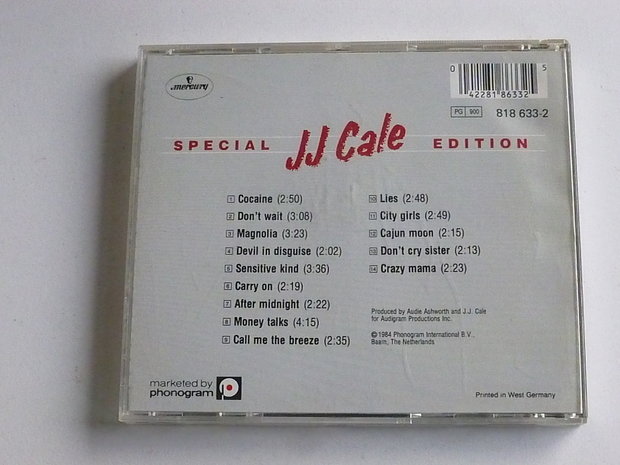 mercury
0 42281 86332 5
PG 900 818 633-2
SPECIAL JJ Cale EDITION
1 Cocaine (2:50)
2 Don't wait (3:08)
3 Magnolia (3:23)
4 Devil in disguise (2:02)
5 Sensitive kind (3:36)
6 Carry on (2:19)
7 After midnight (2:22)
8 Money talks (4:15)
9 Call me the breeze (2:35)
10 Lies (2:48)
11 City girls (2:49)
12 Cajun moon (2:15)
13 Don't cry sister (2:13)
14 Crazy mama (2:23)
Produced by Audie Ashworth and J.J. Cale
for Audigram Productions Inc.
℗1984 Phonogram International B.V.,
Baarn, The Netherlands
marketed by
phonogram
Printed in West Germany